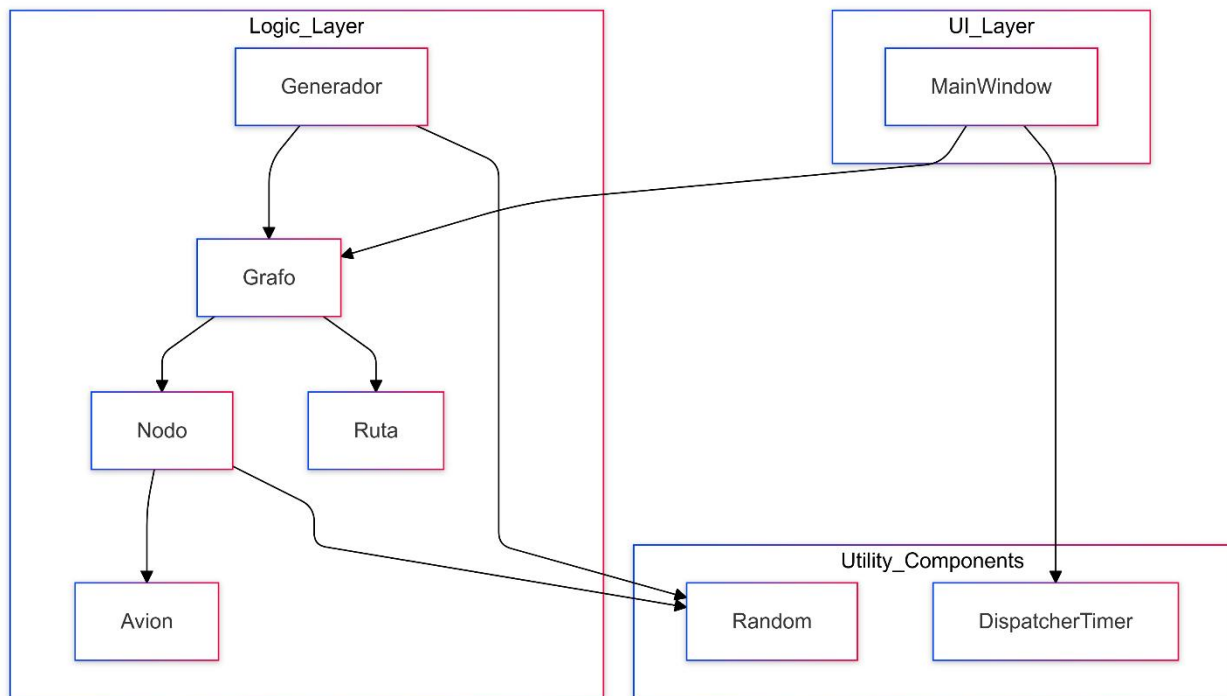 Logic_Layer
UI_Layer
Generador
MainWindow
Grafo
Nodo
Ruta
Utility_Components
Avion
Random
DispatcherTimer